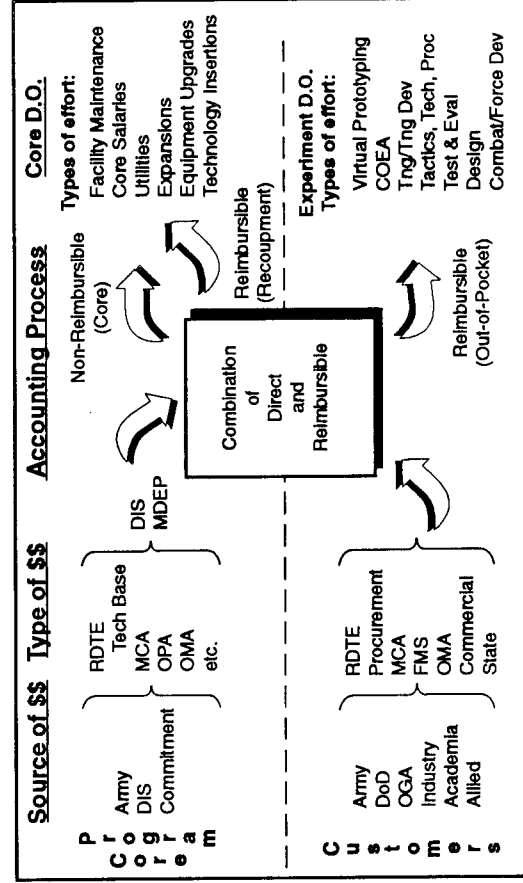 Source of $$
Type of $$
Accounting Process
Core D.O.
Core
Program
Army
DIS
Commitment
RDTE
Tech Base
MCA
OPA
OMA
etc.
DIS
MDEP
Non-Reimbursible
(Core)
Reimbursible
(Recoupment)
Types of effort:
Facility Maintenance
Core Salaries
Utilities
Expansions
Equipment Upgrades
Technology Insertions
Combination
of
Direct
and
Reimbursible
Customers
Army
DoD
OGA
Industry
Academia
Allied
RDTE
Procurement
MCA
FMS
OMA
Commercial
State
Reimbursible
(Out-of-Pocket)
Experiment D.O.
Types of effort:
Virtual Prototyping
COEA
Tng/Tng Dev
Tactics, Tech, Proc
Test & Eval
Design
Combat/Force Dev